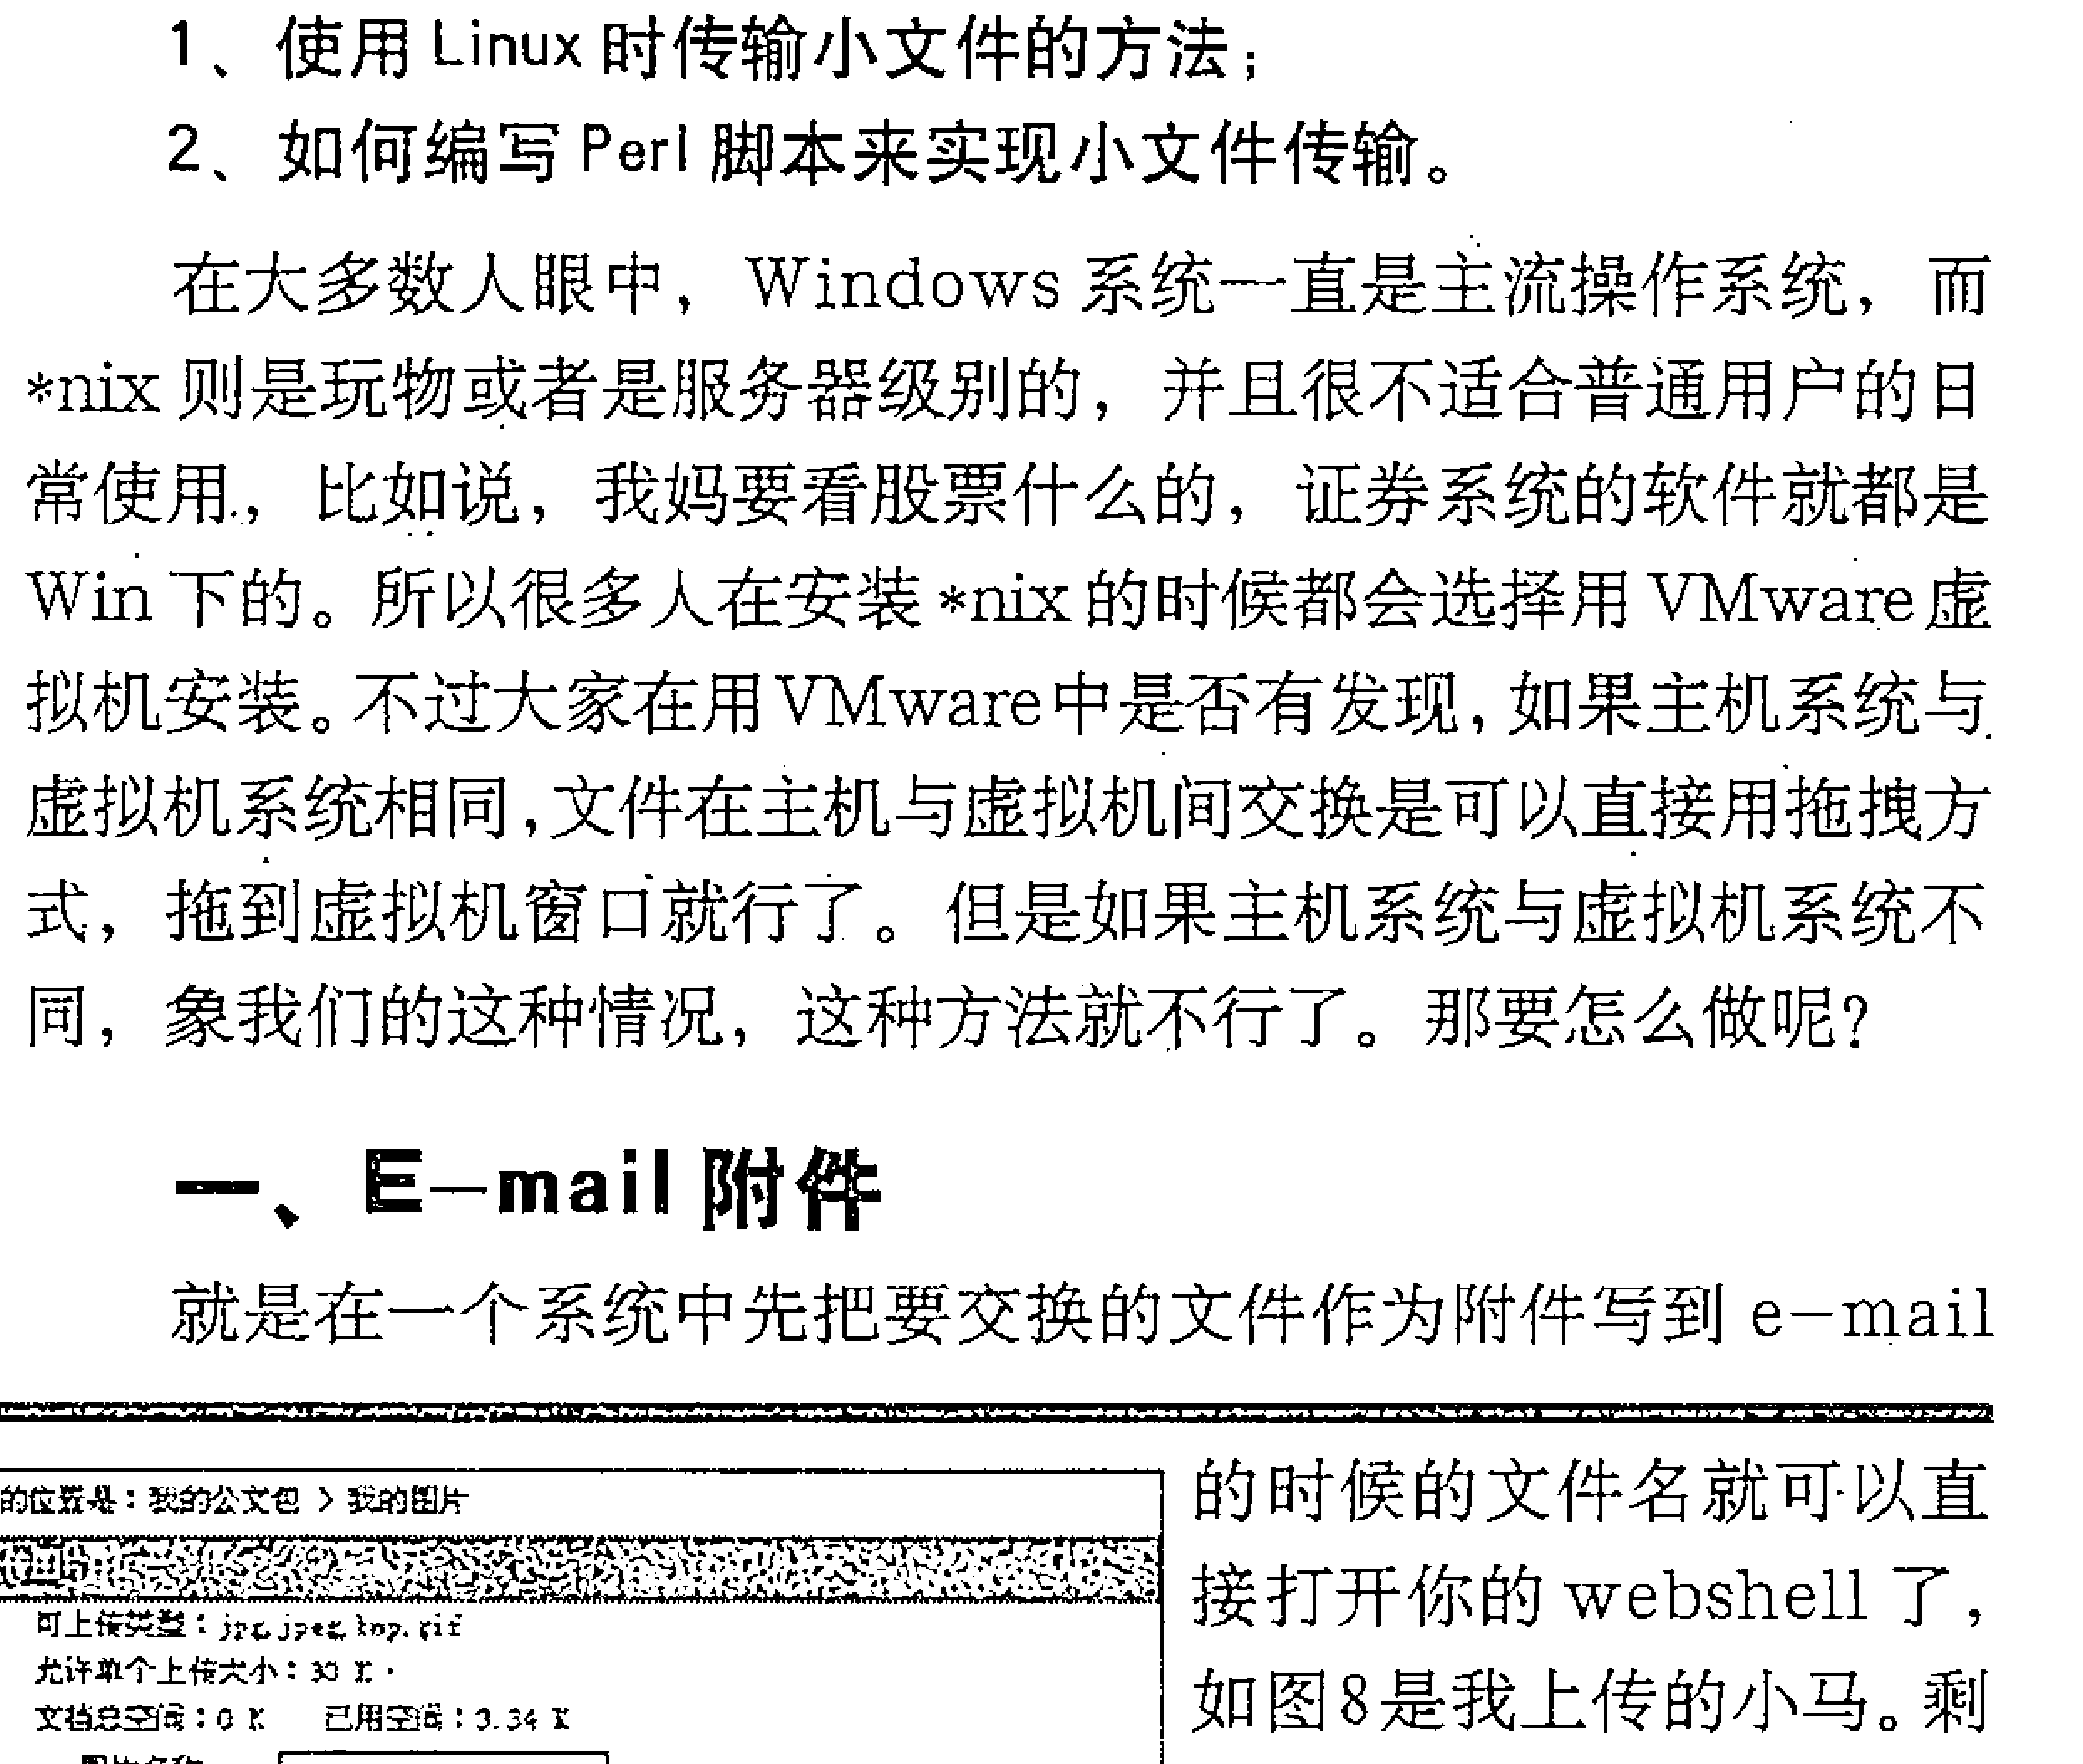 1、使用 Linux 时传输小文件的方法；
2、如何编写 Perl 脚本来实现小文件传输。
在大多数人眼中，Windows 系统一直是主流操作系统，而
*nix 则是玩物或者是服务器级别的，并且很不适合普通用户的日
常使用，比如说，我妈要看股票什么的，证券系统的软件就都是
Win 下的。所以很多人在安装 *nix 的时候都会选择用 VMware 虚
拟机安装。不过大家在用VMware中是否有发现，如果主机系统与
虚拟机系统相同，文件在主机与虚拟机间交换是可以直接用拖拽方
式，拖到虚拟机窗口就行了。但是如果主机系统与虚拟机系统不
同，象我们的这种情况，这种方法就不行了。那要怎么做呢？
一、E-mail 附件
就是在一个系统中先把要交换的文件作为附件写到 e-mail
的位置是：我的公文包 > 我的图片
可上传类型：jpg,jpeg,bmp,gif
允许单个上传大小：30 K
文档总空间：0 K 已用空间：3.34 K
图片名称
的时候的文件名就可以直
接打开你的 webshell 了，
如图8是我上传的小马。剩